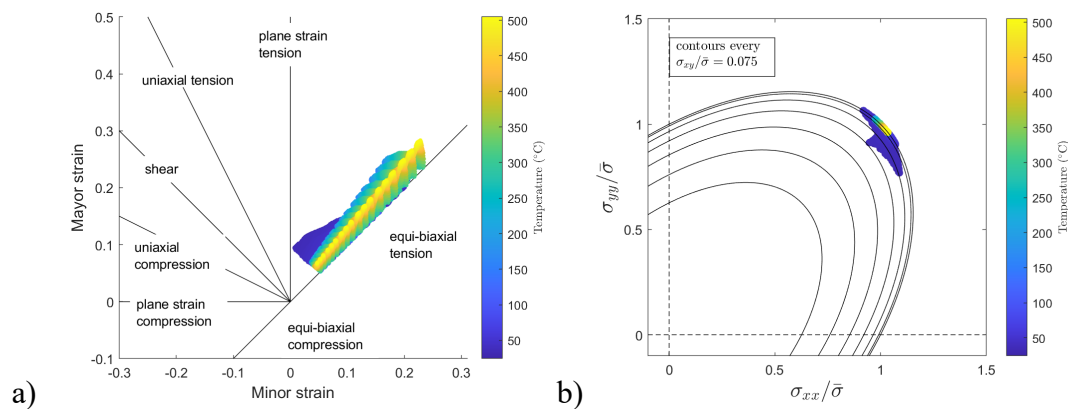 0.5
0.4
0.3
0.2
0.1
0
-0.1
-0.3
-0.2
-0.1
0
0.1
0.2
0.3
Mayor strain
Minor strain
plane strain
tension
uniaxial tension
shear
uniaxial
compression
plane strain
compression
equi-biaxial
tension
equi-biaxial
compression
500
450
400
350
300
250
200
150
100
50
Temperature (°C)
a)
1.5
1
0.5
0
0
0.5
1
1.5
σyy/σ̄
σxx/σ̄
contours every
σxy/σ̄ = 0.075
500
450
400
350
300
250
200
150
100
50
Temperature (°C)
b)